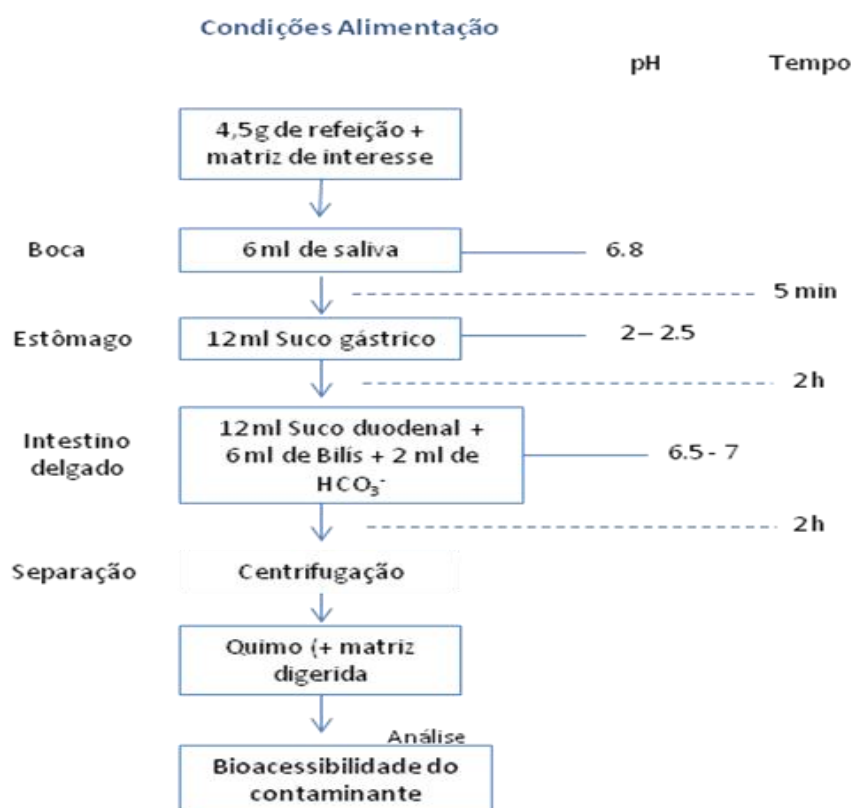 Condições Alimentação
pH Tempo
4,5g de refeição +
matriz de interesse
Boca 6 ml de saliva 6.8
5 min
Estômago 12 ml Suco gástrico 2 – 2.5
2h
Intestino
delgado
12 ml Suco duodenal +
6 ml de Bilís + 2 ml de
HCO₃⁻
6.5 - 7
2h
Separação Centrifugação
Quimo (+ matriz
digerida
Análise
Bioacessibilidade do
contaminante